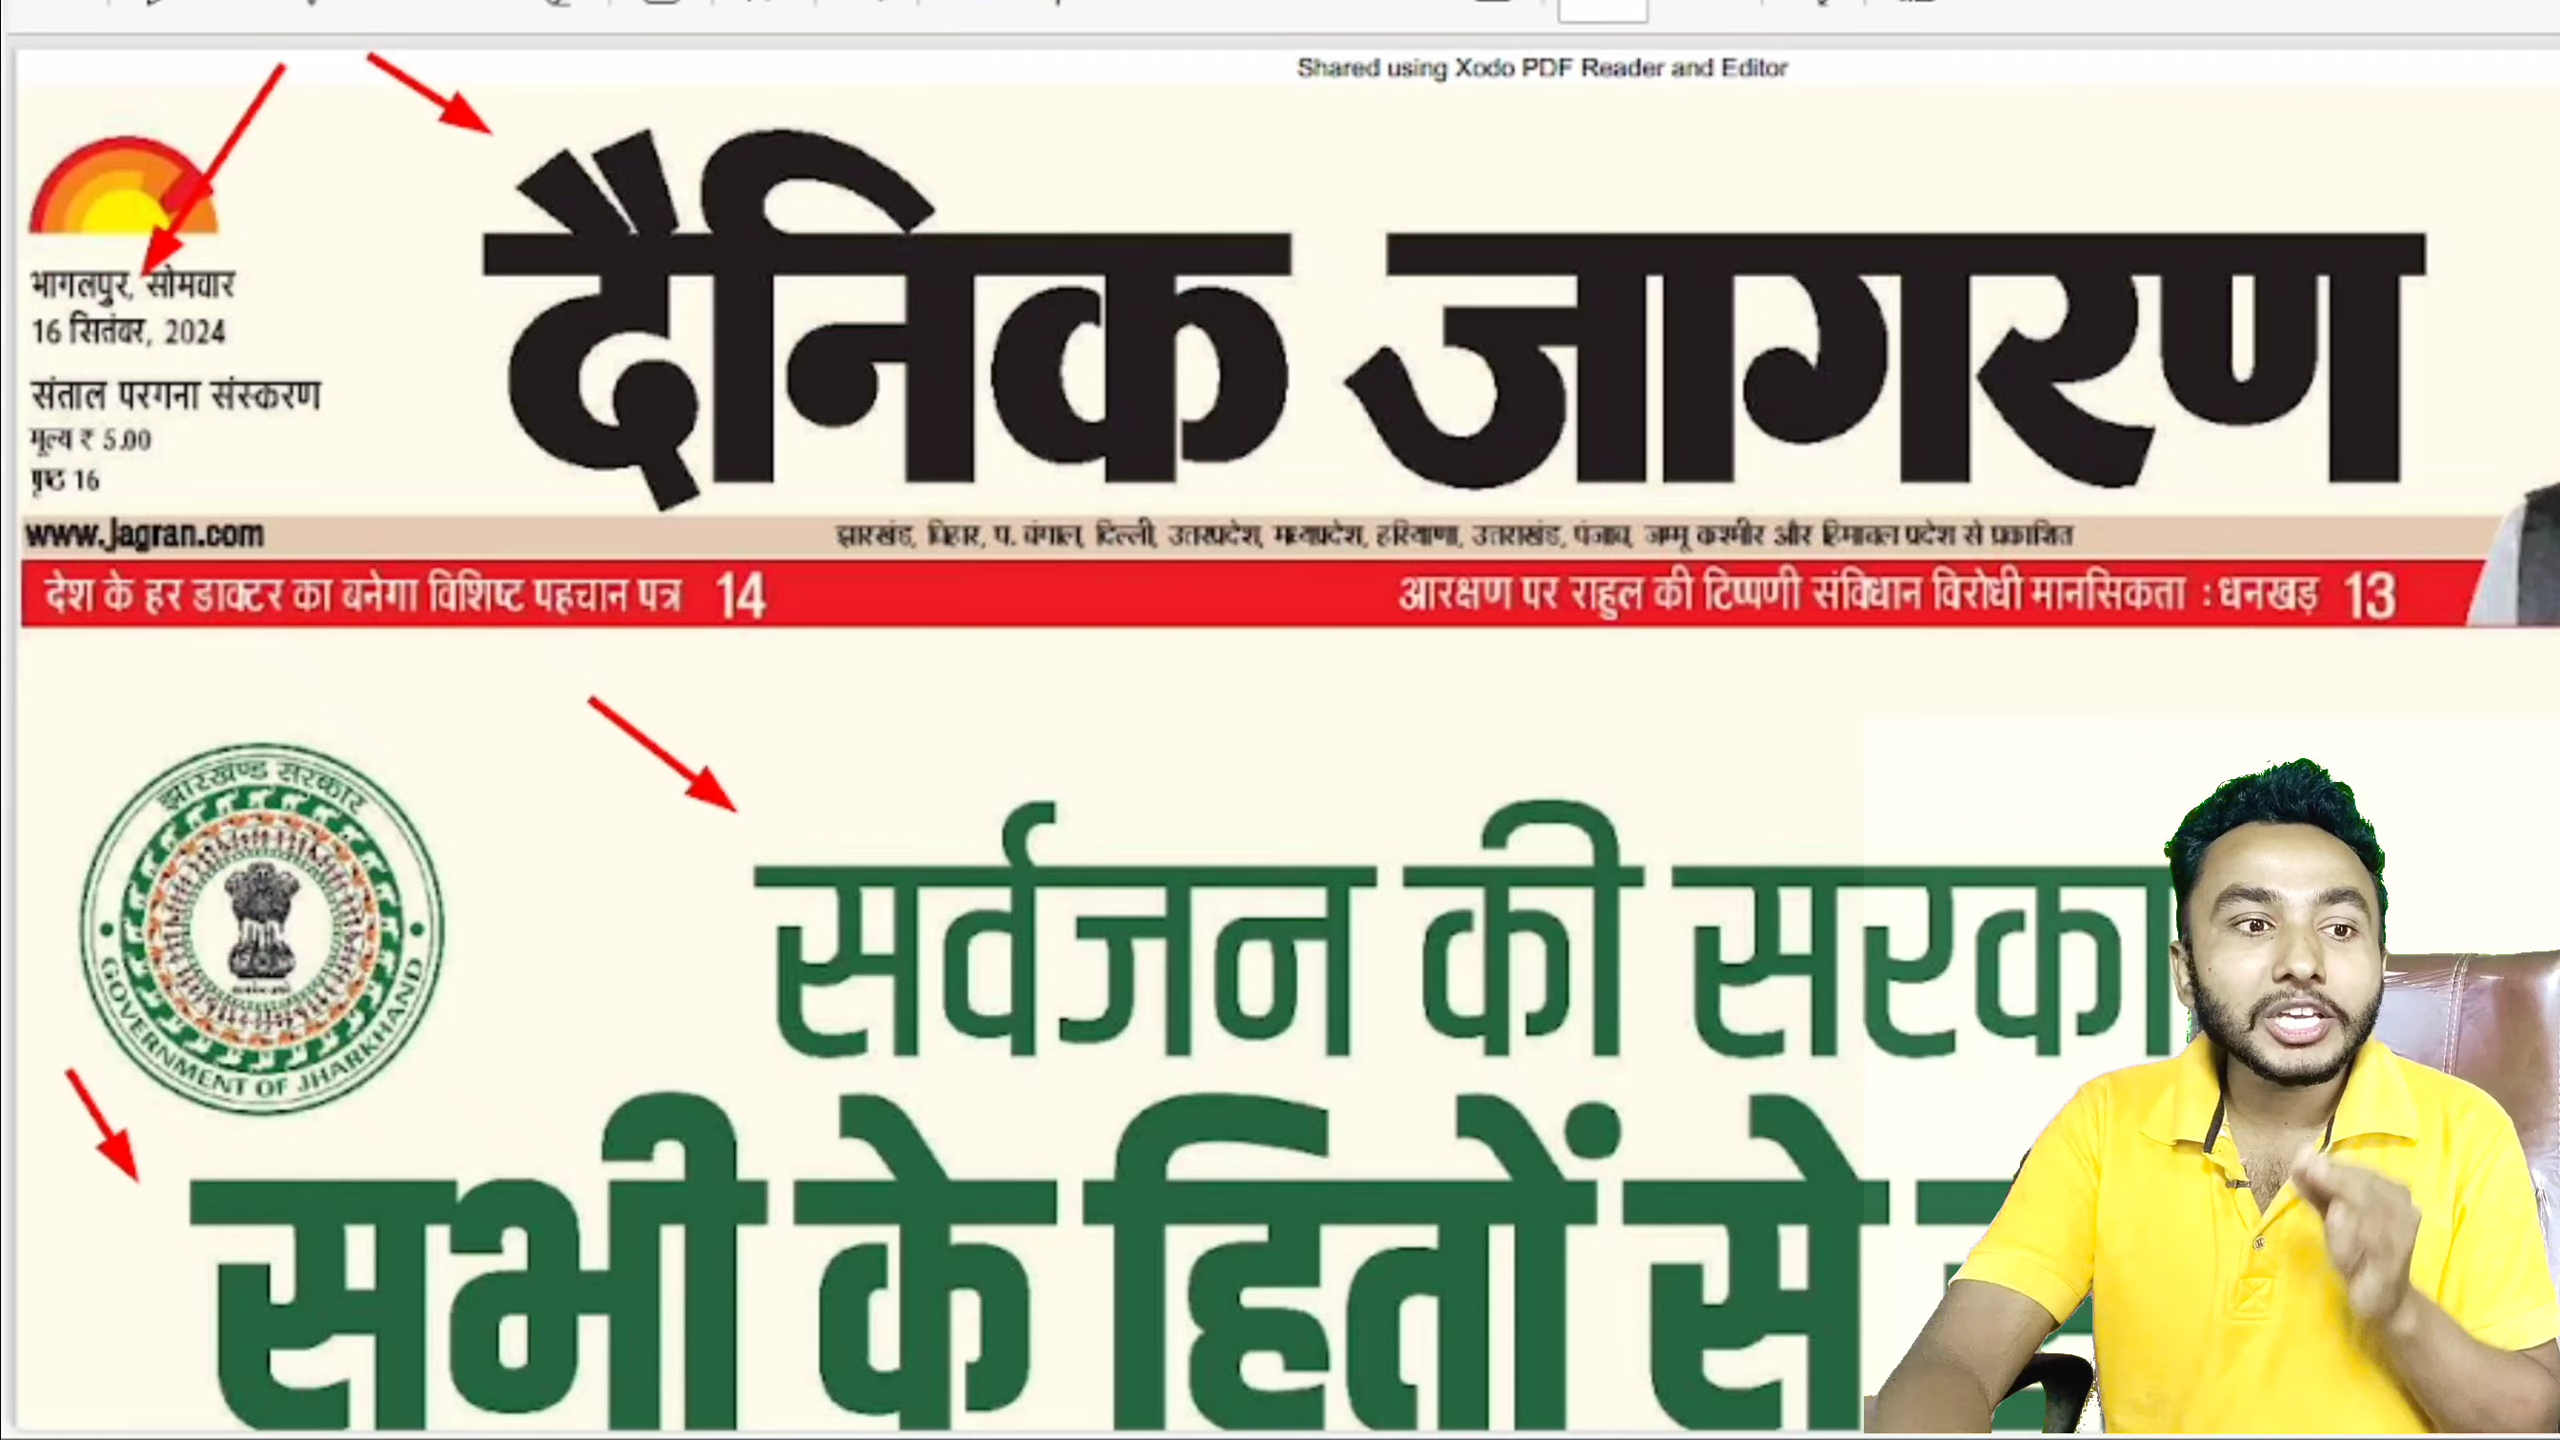 Shared using Xodo PDF Reader and Editor
दैनिक जागरण
भागलपुर, सोमवार
16 सितंबर, 2024
संताल परगना संस्करण
मूल्य ₹ 5.00
पृष्ठ 16
www.jagran.com
झारखंड, बिहार, प. बंगाल, दिल्ली, उत्तरप्रदेश, मध्यप्रदेश, हरियाणा, उत्तराखंड, पंजाब, जम्मू कश्मीर और हिमाचल प्रदेश से प्रकाशित
देश के हर डाक्टर का बनेगा विशिष्ट पहचान पत्र 14
आरक्षण पर राहुल की टिप्पणी संविधान विरोधी मानसिकता : धनखड़ 13
झारखण्ड सरकार
GOVERNMENT OF JHARKHAND
सर्वजन की सरका
सभी के हितों से